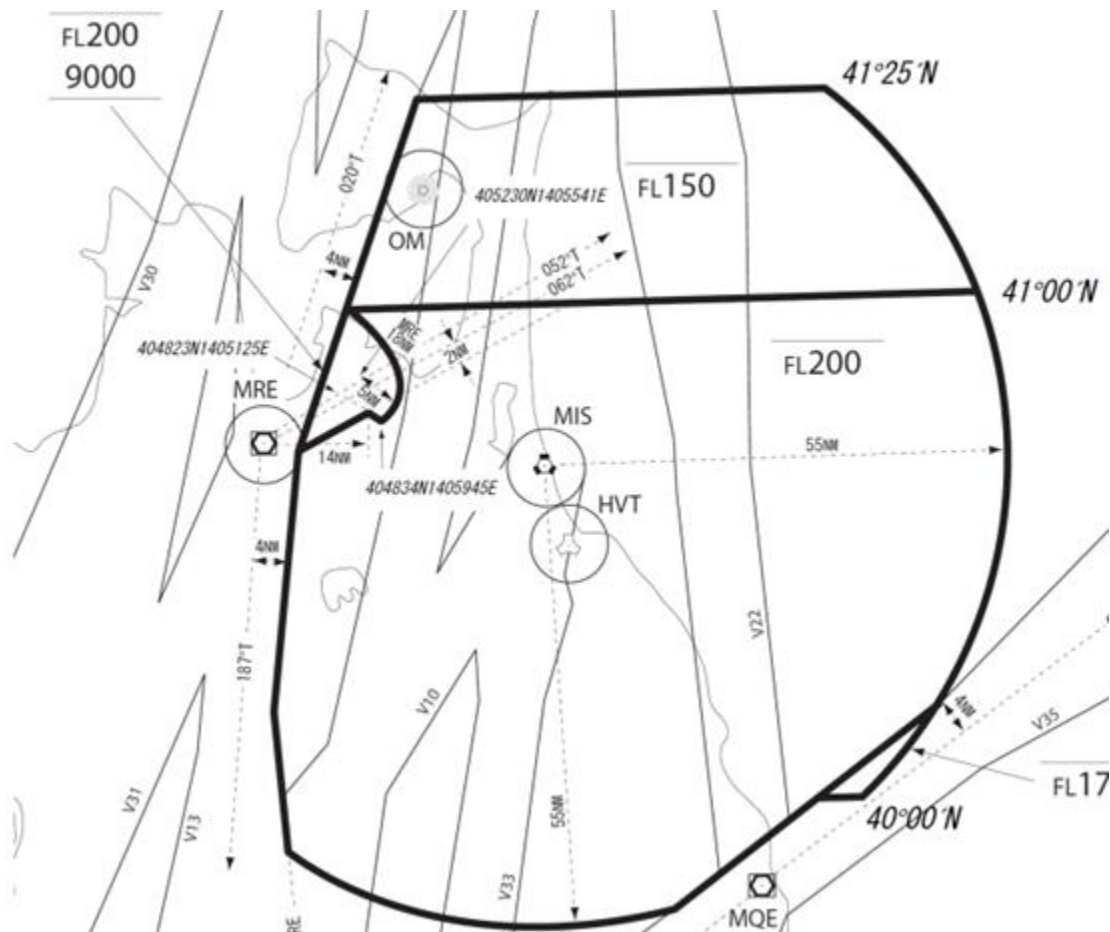 FL200
9000
41°25′N
FL150
020°T
405230N1405541E
OM
052°T
062°T
4NM
41°00′N
V30
MRE
8NM
2NM
404823N1405125E
FL200
5NM
MRE
MIS
55NM
14NM
404834N1405945E
HVT
4NM
V22
187°T
V10
4NM
V35
FL17
V31
V13
55NM
40°00′N
V33
RE
MQE